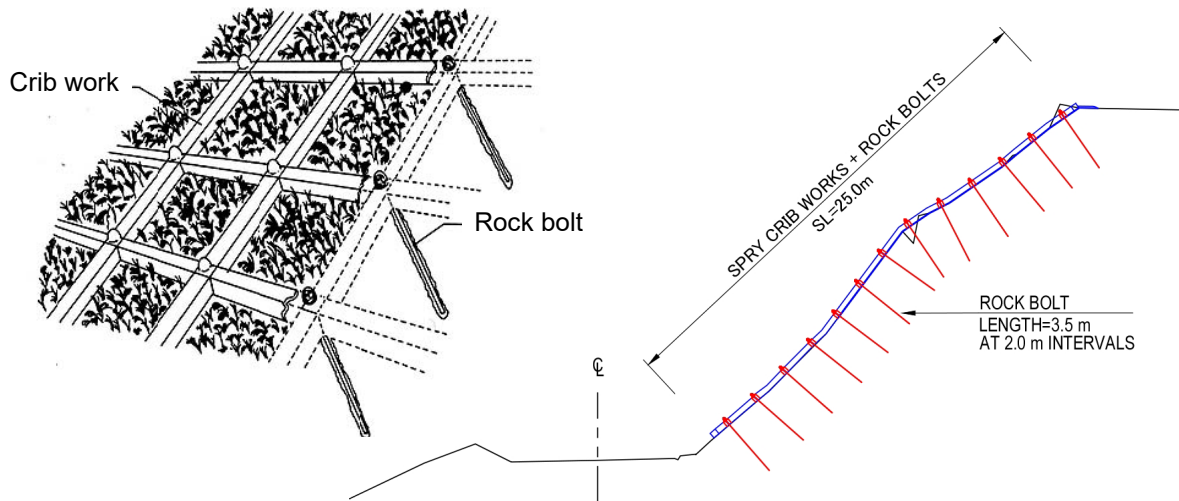 Crib work
Rock bolt
SPRY CRIB WORKS + ROCK BOLTS
SL=25.0m
ROCK BOLT
LENGTH=3.5 m
AT 2.0 m INTERVALS
℄